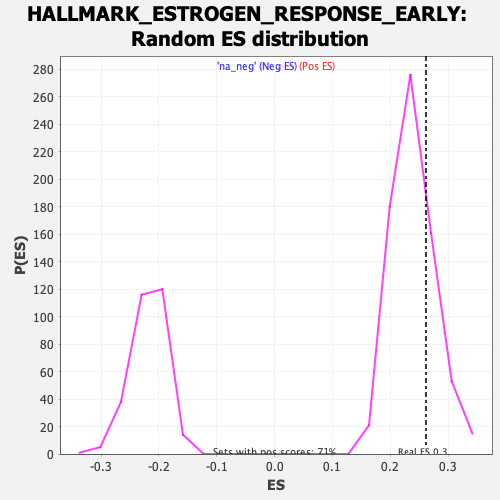 HALLMARK_ESTROGEN_RESPONSE_EARLY:
Random ES distribution
'na_neg' (Neg ES) (Pos ES)
280
260
240
220
200
180
160
140
120
100
80
60
40
20
0
P(ES)
Sets with pos scores: 71%
Real ES 0.3
-0.3 -0.2 -0.1 0.0 0.1 0.2 0.3
ES